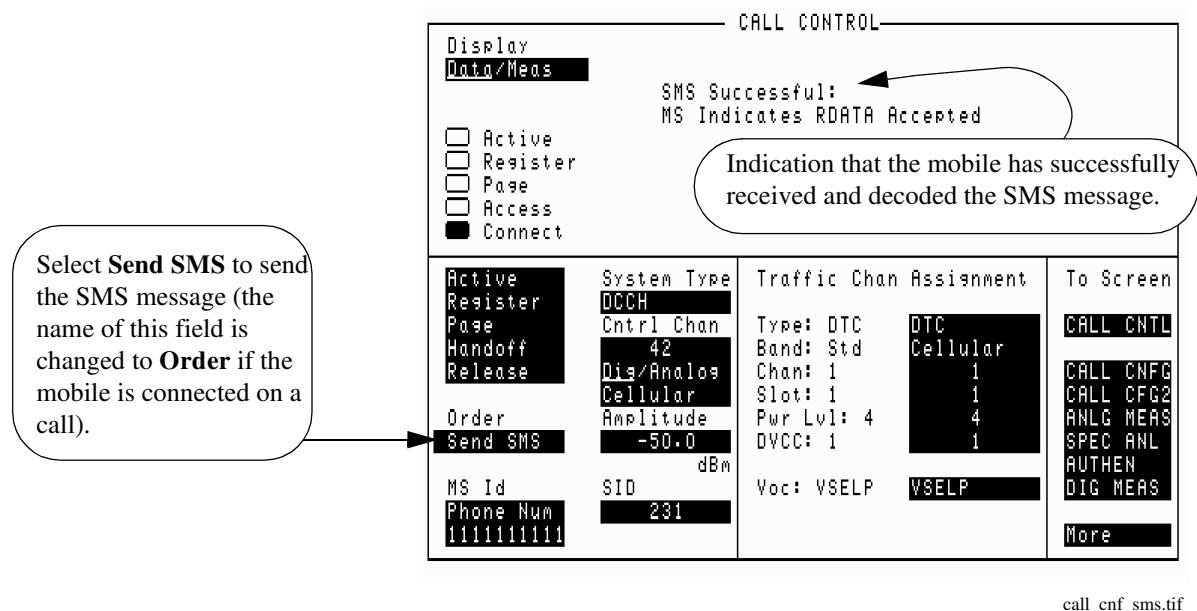 CALL CONTROL
Display
Data/Meas
SMS Successful:
MS Indicates RDATA Accepted
Active
Register
Page
Access
Connect
Indication that the mobile has successfully
received and decoded the SMS message.
Select Send SMS to send
the SMS message (the
name of this field is
changed to Order if the
mobile is connected on a
call).
Active
Register
Page
Handoff
Release
Order
Send SMS
MS Id
Phone Num
1111111111
System Type
DCCH
Cntrl Chan
42
Dig/Analog
Cellular
Amplitude
-50.0
dBm
SID
231
Traffic Chan Assignment
Type: DTC DTC
Band: Std Cellular
Chan: 1 1
Slot: 1 1
Pwr Lvl: 4 4
DVCC: 1 1
Voc: VSELP VSELP
To Screen
CALL CNTL
CALL CNFG
CALL CFG2
ANLG MEAS
SPEC ANL
AUTHEN
DIG MEAS
More
call_cnf_sms.tif